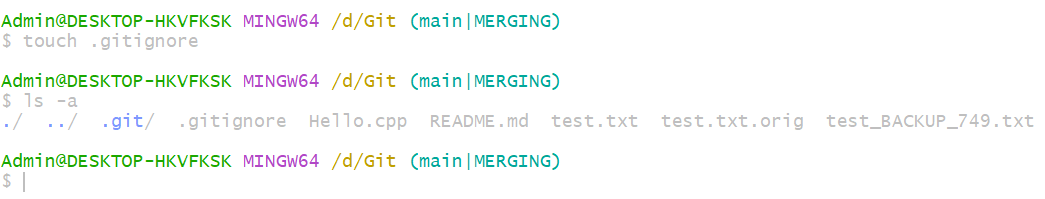 Admin@DESKTOP-HKVFKSK MINGW64 /d/Git (main|MERGING)
$ touch .gitignore
Admin@DESKTOP-HKVFKSK MINGW64 /d/Git (main|MERGING)
$ ls -a
./  ../  .git/  .gitignore  Hello.cpp  README.md  test.txt  test.txt.orig  test_BACKUP_749.txt
Admin@DESKTOP-HKVFKSK MINGW64 /d/Git (main|MERGING)
$